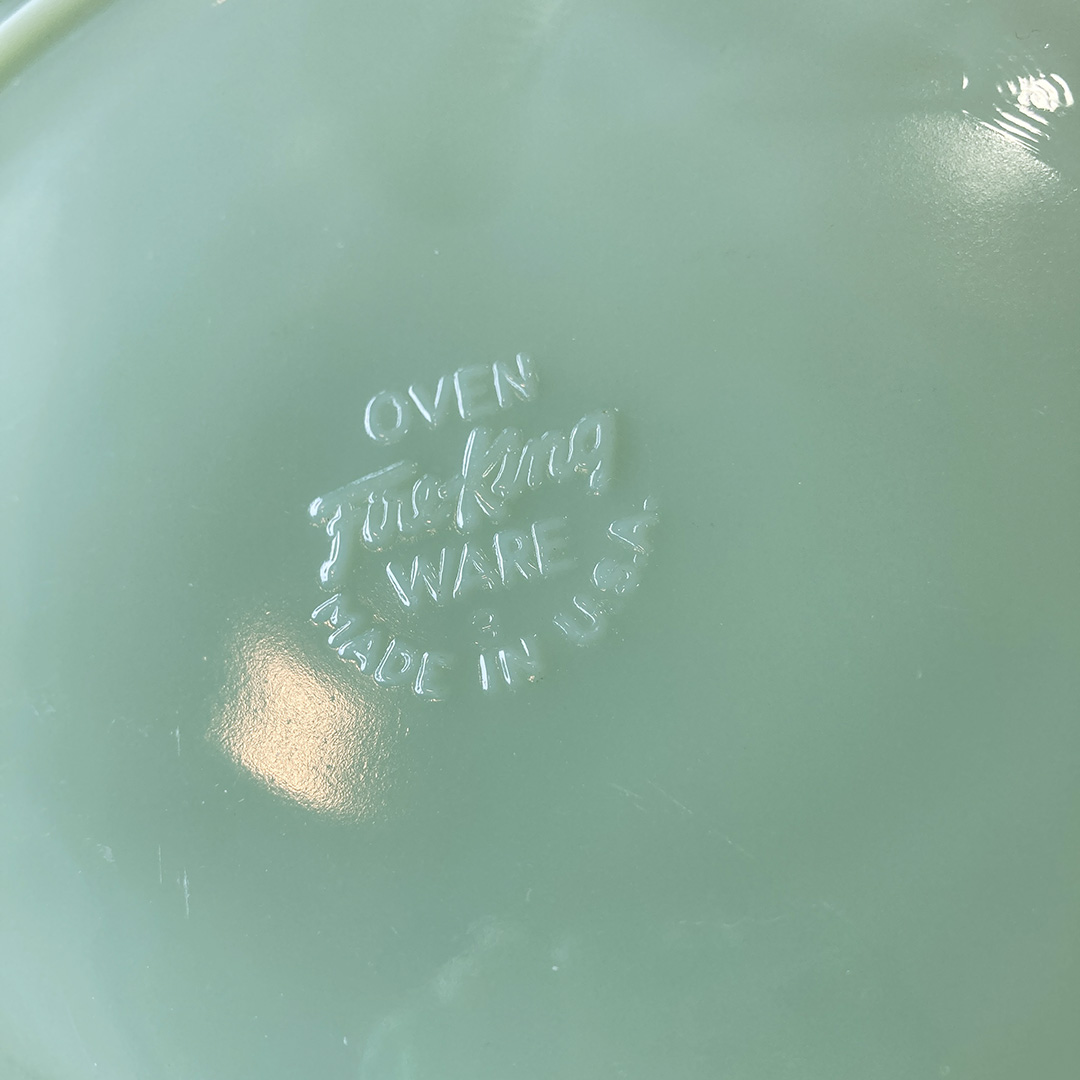 OVEN
Fire-King
WARE
MADE IN U.S.A.